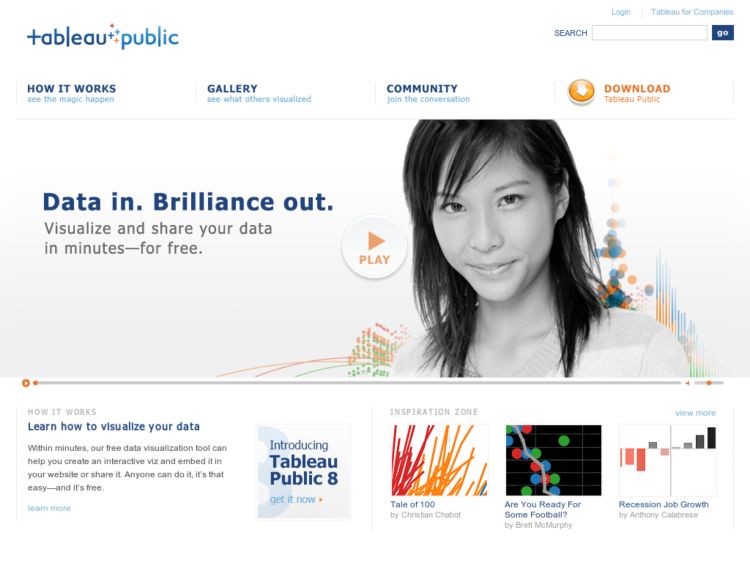 Login
Tableau for Companies
tableau public
SEARCH
go
HOW IT WORKS
see the magic happen
GALLERY
see what others visualized
COMMUNITY
join the conversation
DOWNLOAD
Tableau Public
Data in. Brilliance out.
Visualize and share your data
in minutes—for free.
PLAY
HOW IT WORKS
Learn how to visualize your data
Within minutes, our free data visualization tool can
help you create an interactive viz and embed it in
your website or share it. Anyone can do it, it's that
easy—and it's free.
learn more
Introducing
Tableau
Public 8
get it now
INSPIRATION ZONE
view more
Tale of 100
by Christian Chabot
Are You Ready For
Some Football?
by Brett McMurphy
Recession Job Growth
by Anthony Calabrese